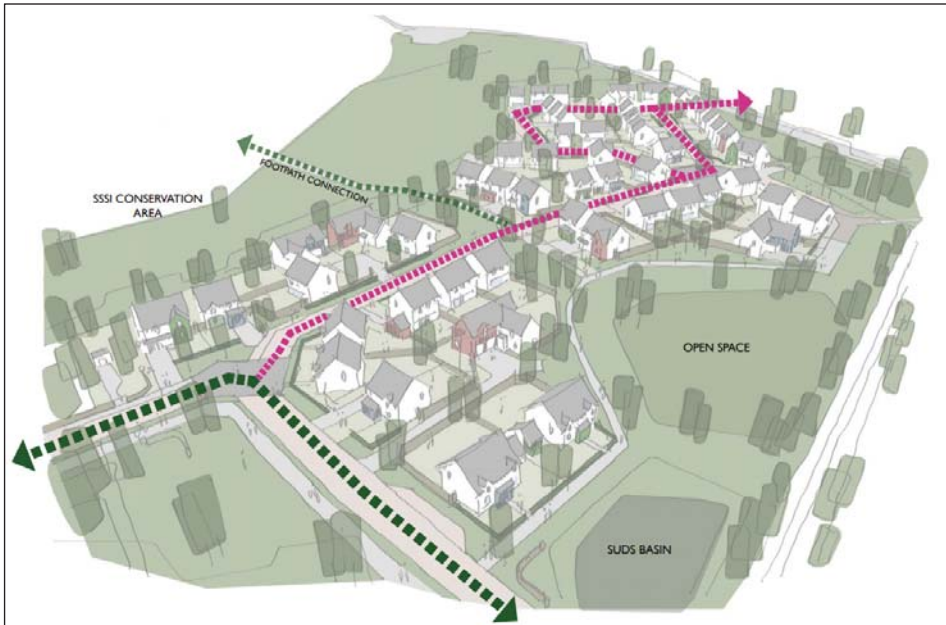 FOOTPATH CONNECTION
SSSI CONSERVATION
AREA
OPEN SPACE
SUDS BASIN